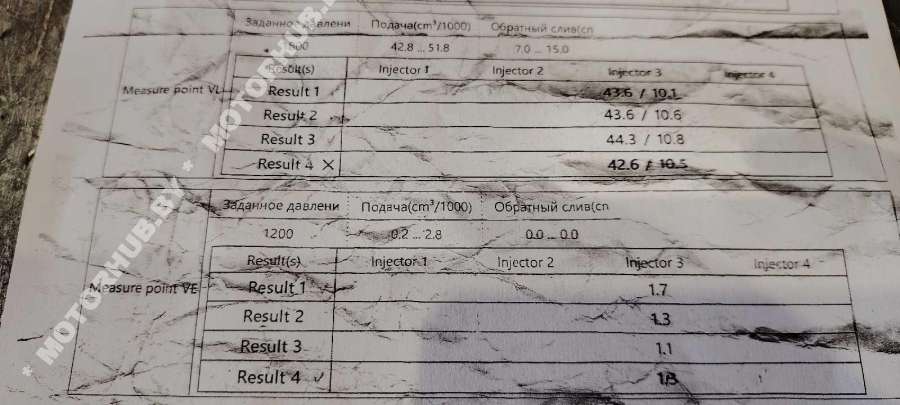 Заданное давлени Подача(cm³/1000) Обратный слив(сп
800 42.8 ... 51.8 7.0 ... 15.0
Measure point VL
Result(s) Injector 1 Injector 2 Injector 3 Injector 4
Result 1 43.6 / 10.1
Result 2 43.6 / 10.6
Result 3 44.3 / 10.8
Result 4 × 42.6 / 10.5
Заданное давлени Подача(cm³/1000) Обратный слив(сп
1200 0.2 ... 2.8 0.0 ... 0.0
Measure point VE
Result(s) Injector 1 Injector 2 Injector 3 Injector 4
Result 1 ✓ 1.7
Result 2 1.3
Result 3 1.1
Result 4 ✓ 1.3
* MOTORHUB.BY * MOTORHUB.BY